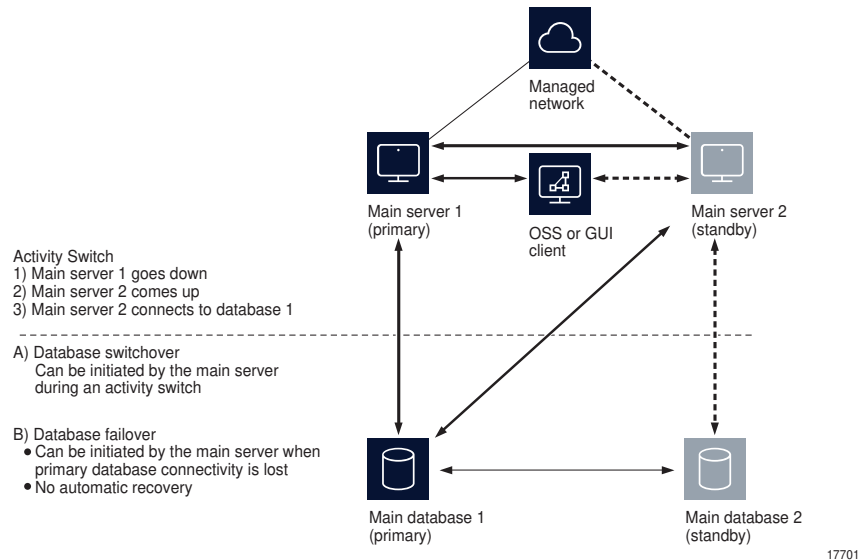 Managed
network
Main server 1
(primary)
OSS or GUI
client
Main server 2
(standby)
Activity Switch
1) Main server 1 goes down
2) Main server 2 comes up
3) Main server 2 connects to database 1
A) Database switchover
Can be initiated by the main server
during an activity switch
B) Database failover
• Can be initiated by the main server when
primary database connectivity is lost
• No automatic recovery
Main database 1
(primary)
Main database 2
(standby)
17701